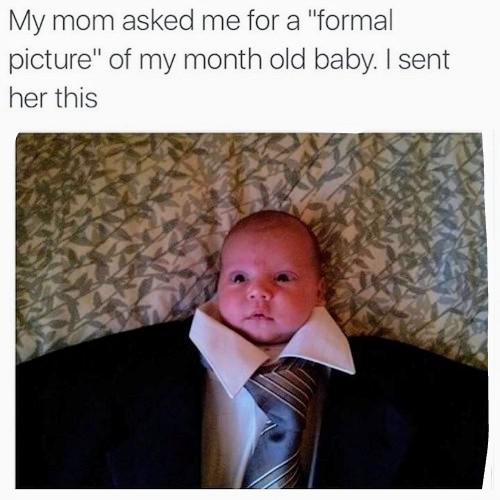 My mom asked me for a "formal
picture" of my month old baby. I sent
her this